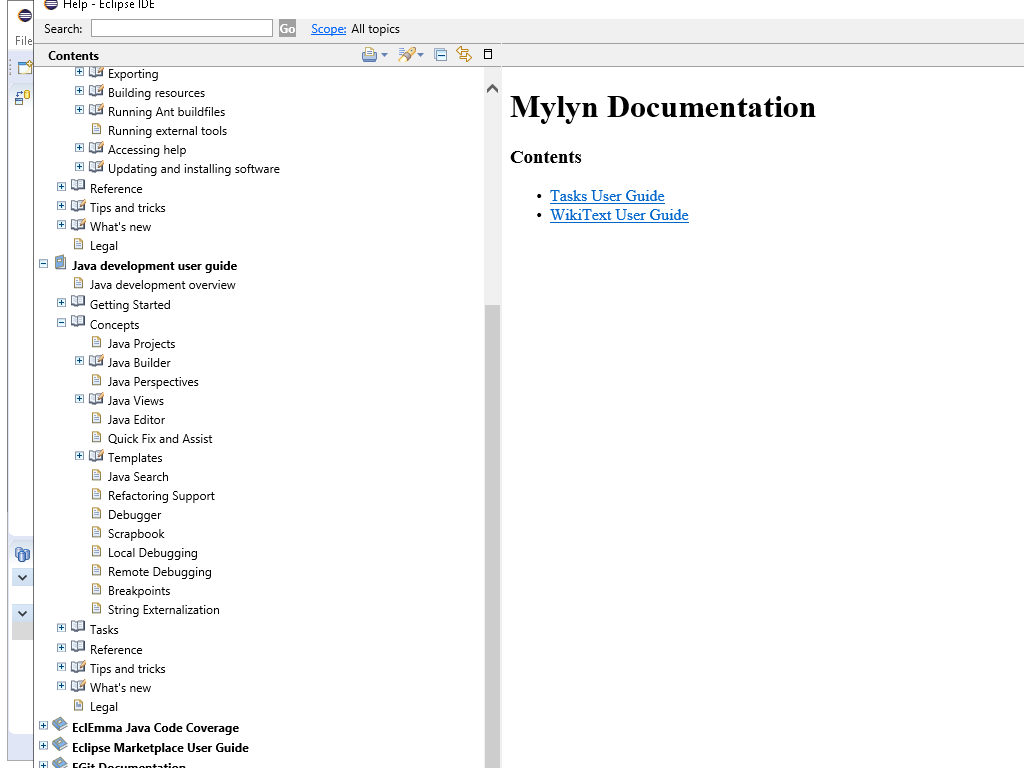 Help - Eclipse IDE
File
Search:
Go
Scope: All topics
Contents
Exporting
Building resources
Running Ant buildfiles
Running external tools
Accessing help
Updating and installing software
Reference
Tips and tricks
What's new
Legal
Java development user guide
Java development overview
Getting Started
Concepts
Java Projects
Java Builder
Java Perspectives
Java Views
Java Editor
Quick Fix and Assist
Templates
Java Search
Refactoring Support
Debugger
Scrapbook
Local Debugging
Remote Debugging
Breakpoints
String Externalization
Tasks
Reference
Tips and tricks
What's new
Legal
EclEmma Java Code Coverage
Eclipse Marketplace User Guide
EGit Documentation
Mylyn Documentation
Contents
• Tasks User Guide
• WikiText User Guide